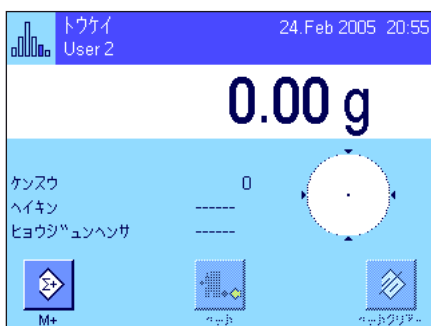 トウケイ 24.Feb 2005 20:55
User 2
0.00 g
ケンスウ 0
ヘイキン ------
ヒョウジュンヘンサ ------
M+